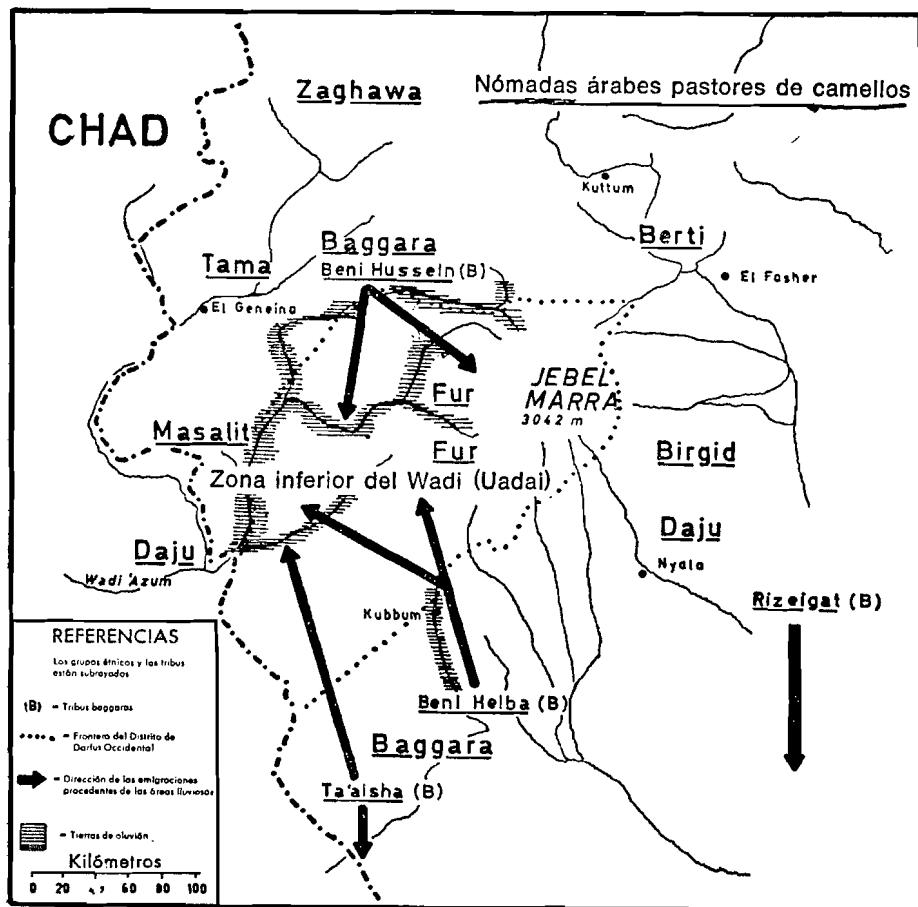 Zaghawa
Nómadas árabes pastores de camellos
CHAD
Kuttum
Berti
Baggara
Beni Hussein (B)
Tama
El Fasher
El Geneina
Fur
JEBEL
MARRA
3042 m
Masalit
Fur
Birgid
Zona inferior del Wadi (Uadai)
Daju
Daju
Nyala
Wadi 'Azum
Rizeigat (B)
Kubbum
REFERENCIAS
Los grupos étnicos y las tribus
están subrayados
(B) = Tribus baggaras
= Frontera del Distrito de
Darfus Occidental
= Dirección de las emigraciones
procedentes de las áreas lluviosas
= Tierras de aluvión
Kilómetros
0 20 60 80 100
Beni Helba (B)
Baggara
Ta'aisha (B)